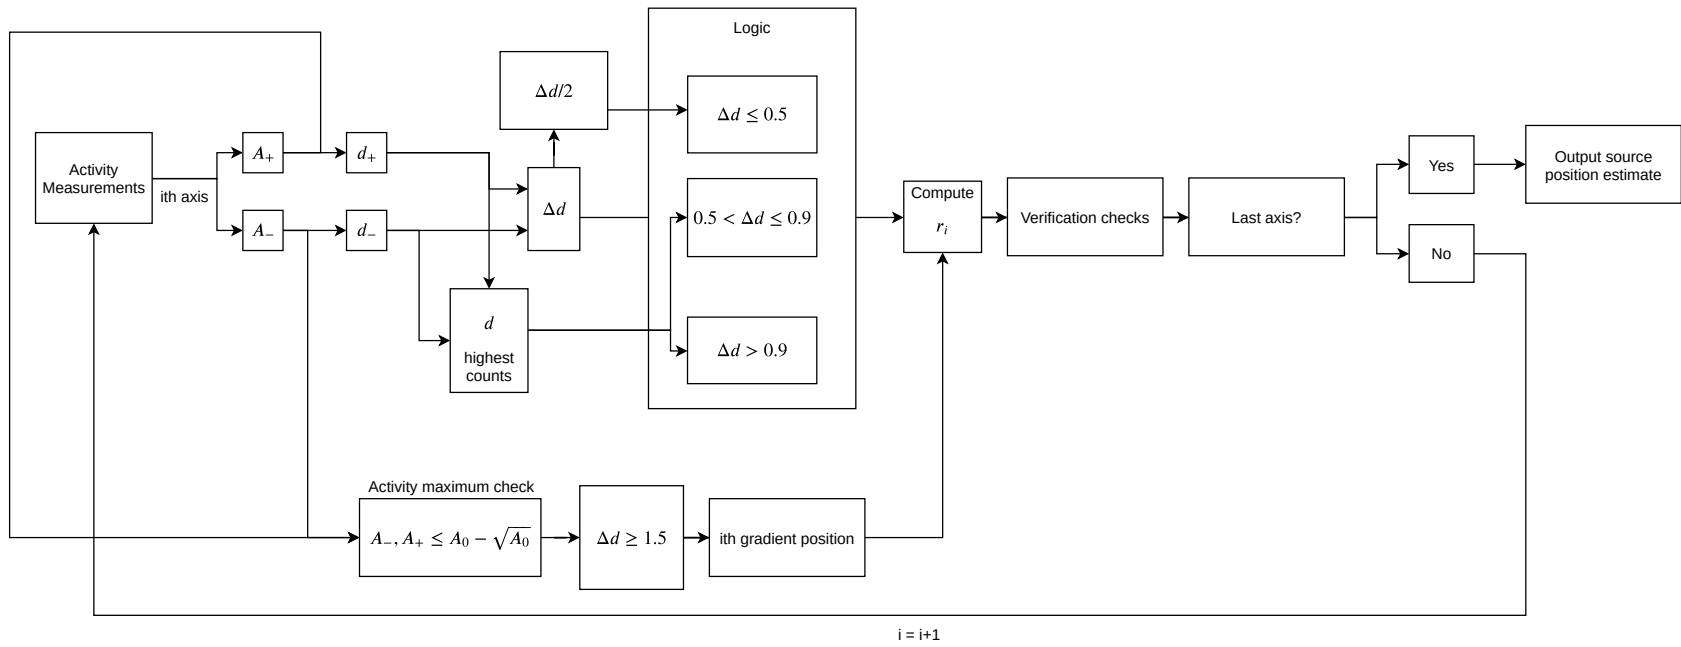 Logic
Δd/2
Δd ≤ 0.5
Activity
Measurements
ith axis
A₊
d₊
A₋
d₋
Δd
0.5 < Δd ≤ 0.9
d
highest
counts
Δd > 0.9
Compute
rᵢ
Verification checks
Last axis?
Yes
No
Output source
position estimate
Activity maximum check
A₋, A₊ ≤ A₀ − √A₀
Δd ≥ 1.5
ith gradient position
i = i+1